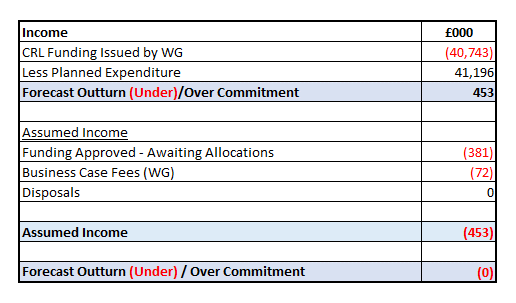 Income £000
CRL Funding Issued by WG (40,743)
Less Planned Expenditure 41,196
Forecast Outturn (Under)/Over Commitment 453
Assumed Income
Funding Approved - Awaiting Allocations (381)
Business Case Fees (WG) (72)
Disposals 0
Assumed Income (453)
Forecast Outturn (Under) / Over Commitment (0)